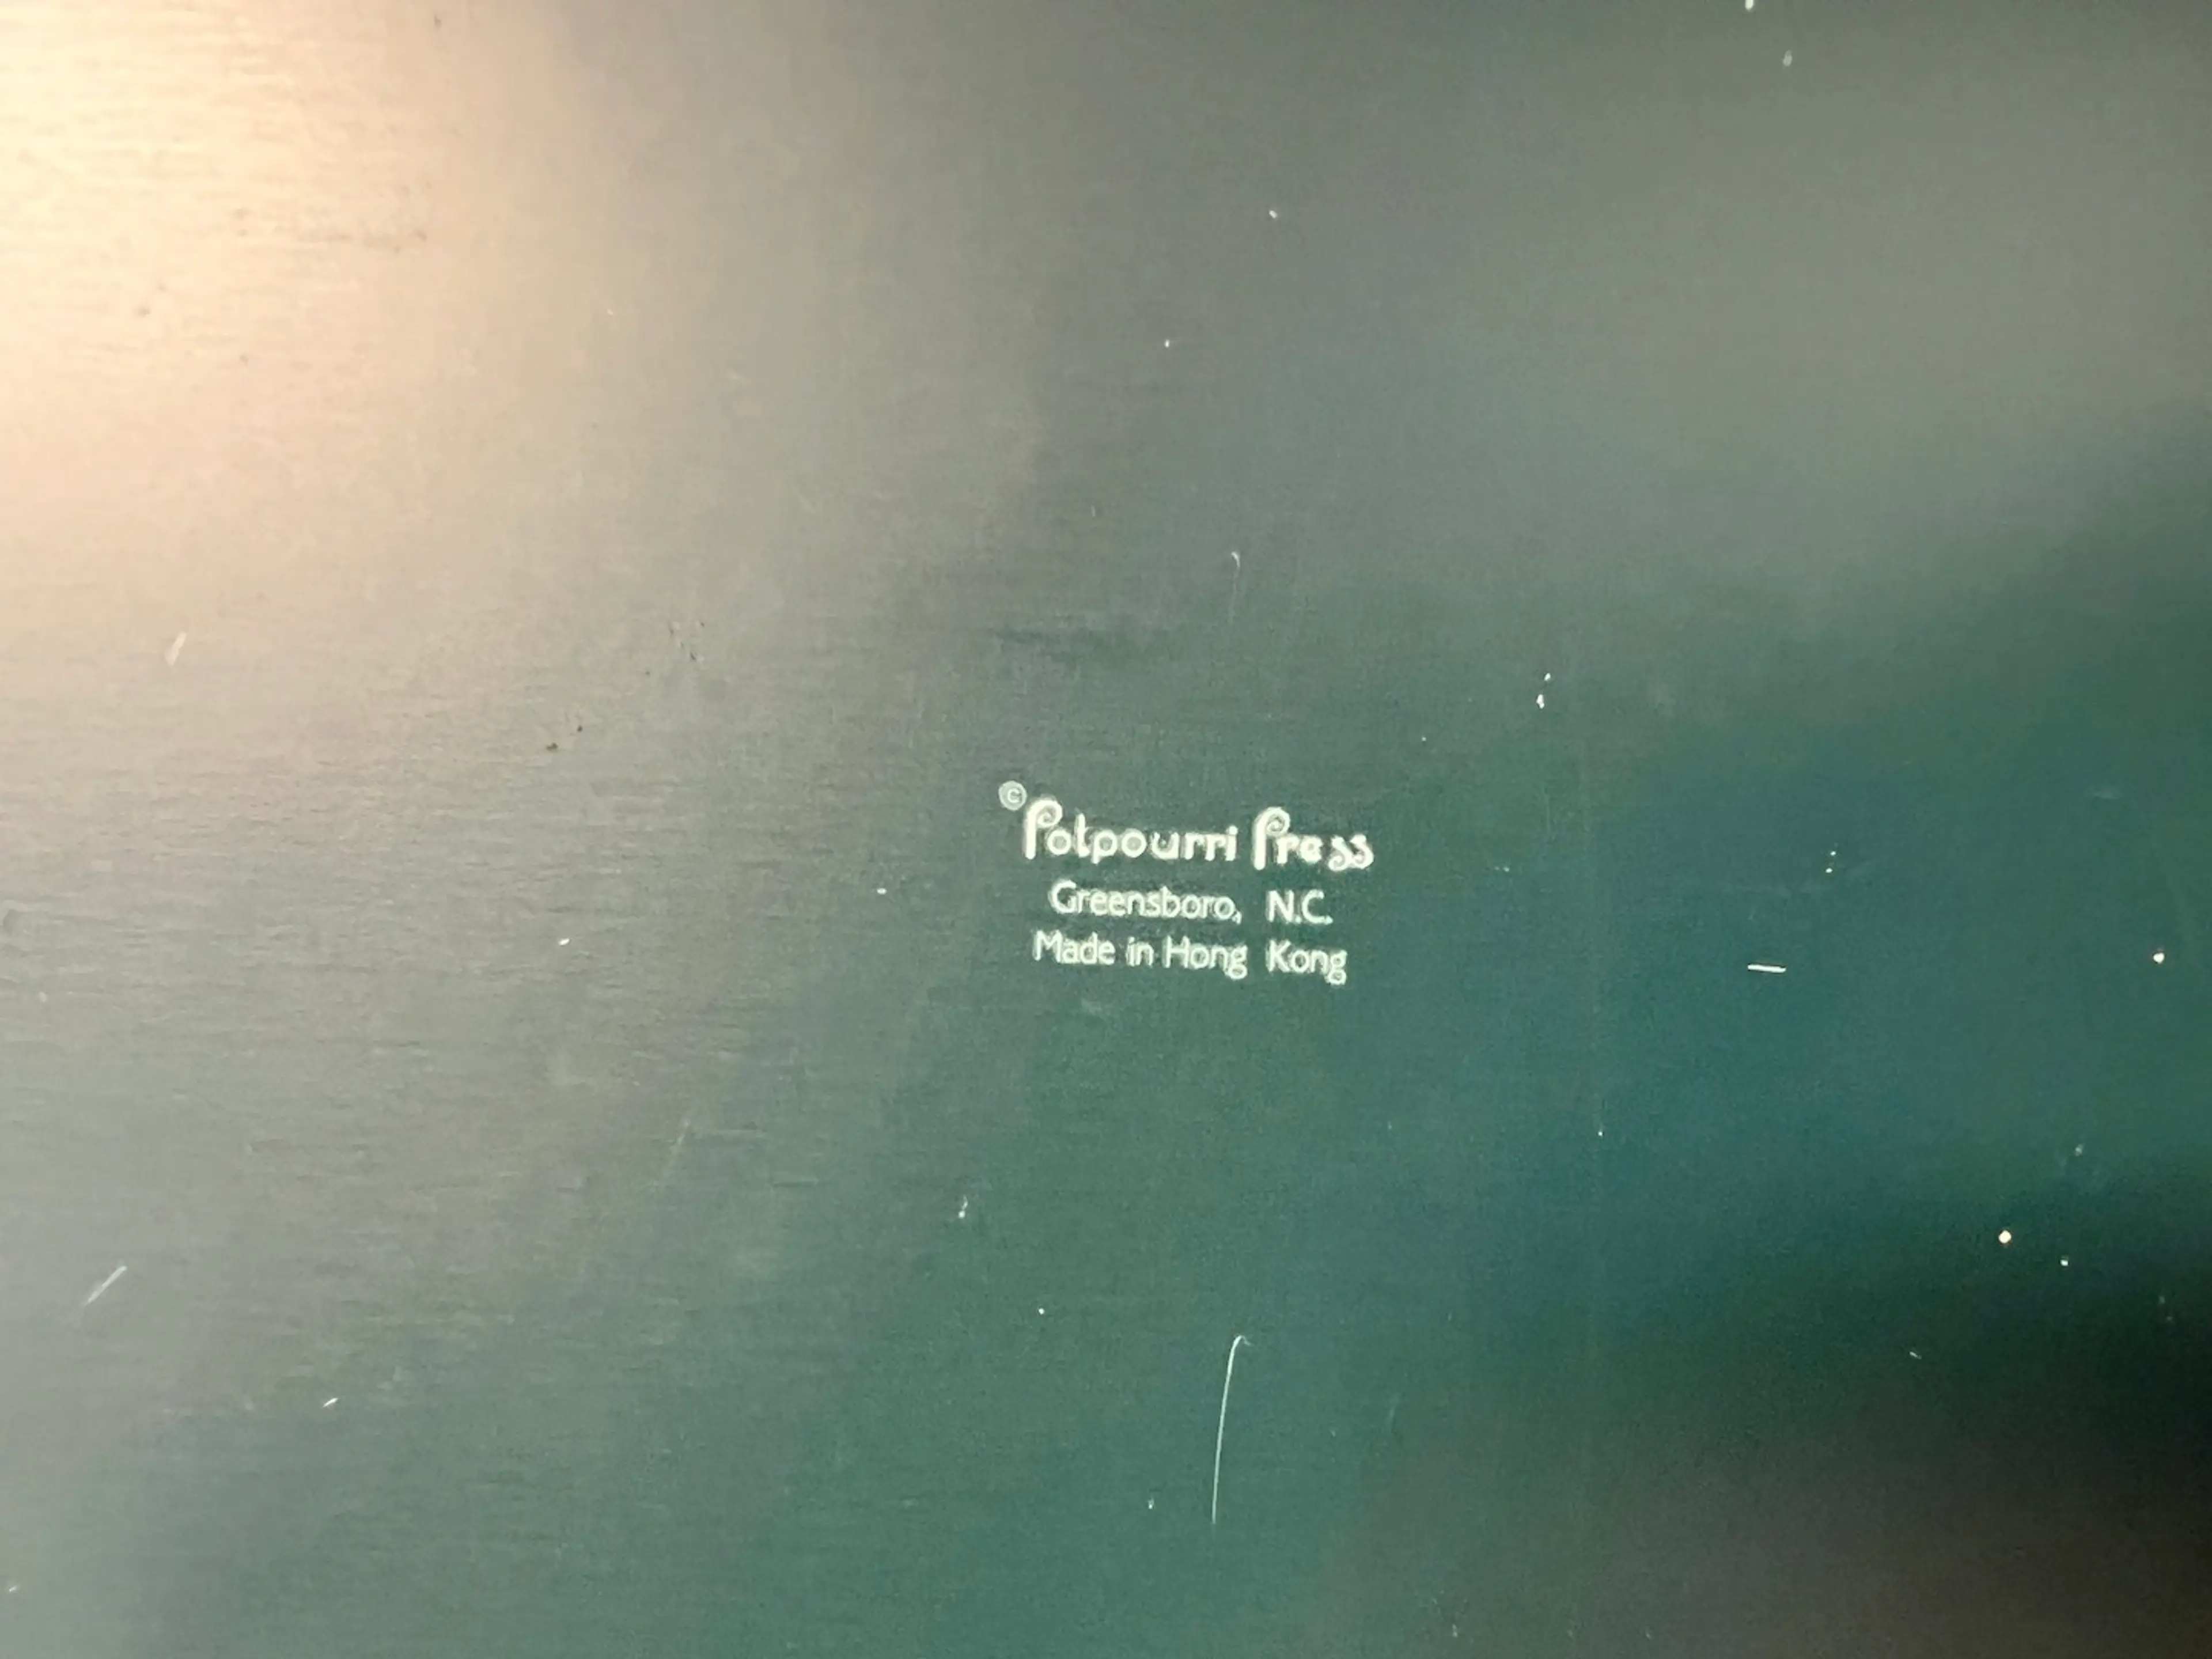 © Potpourri Press
Greensboro, N.C.
Made in Hong Kong